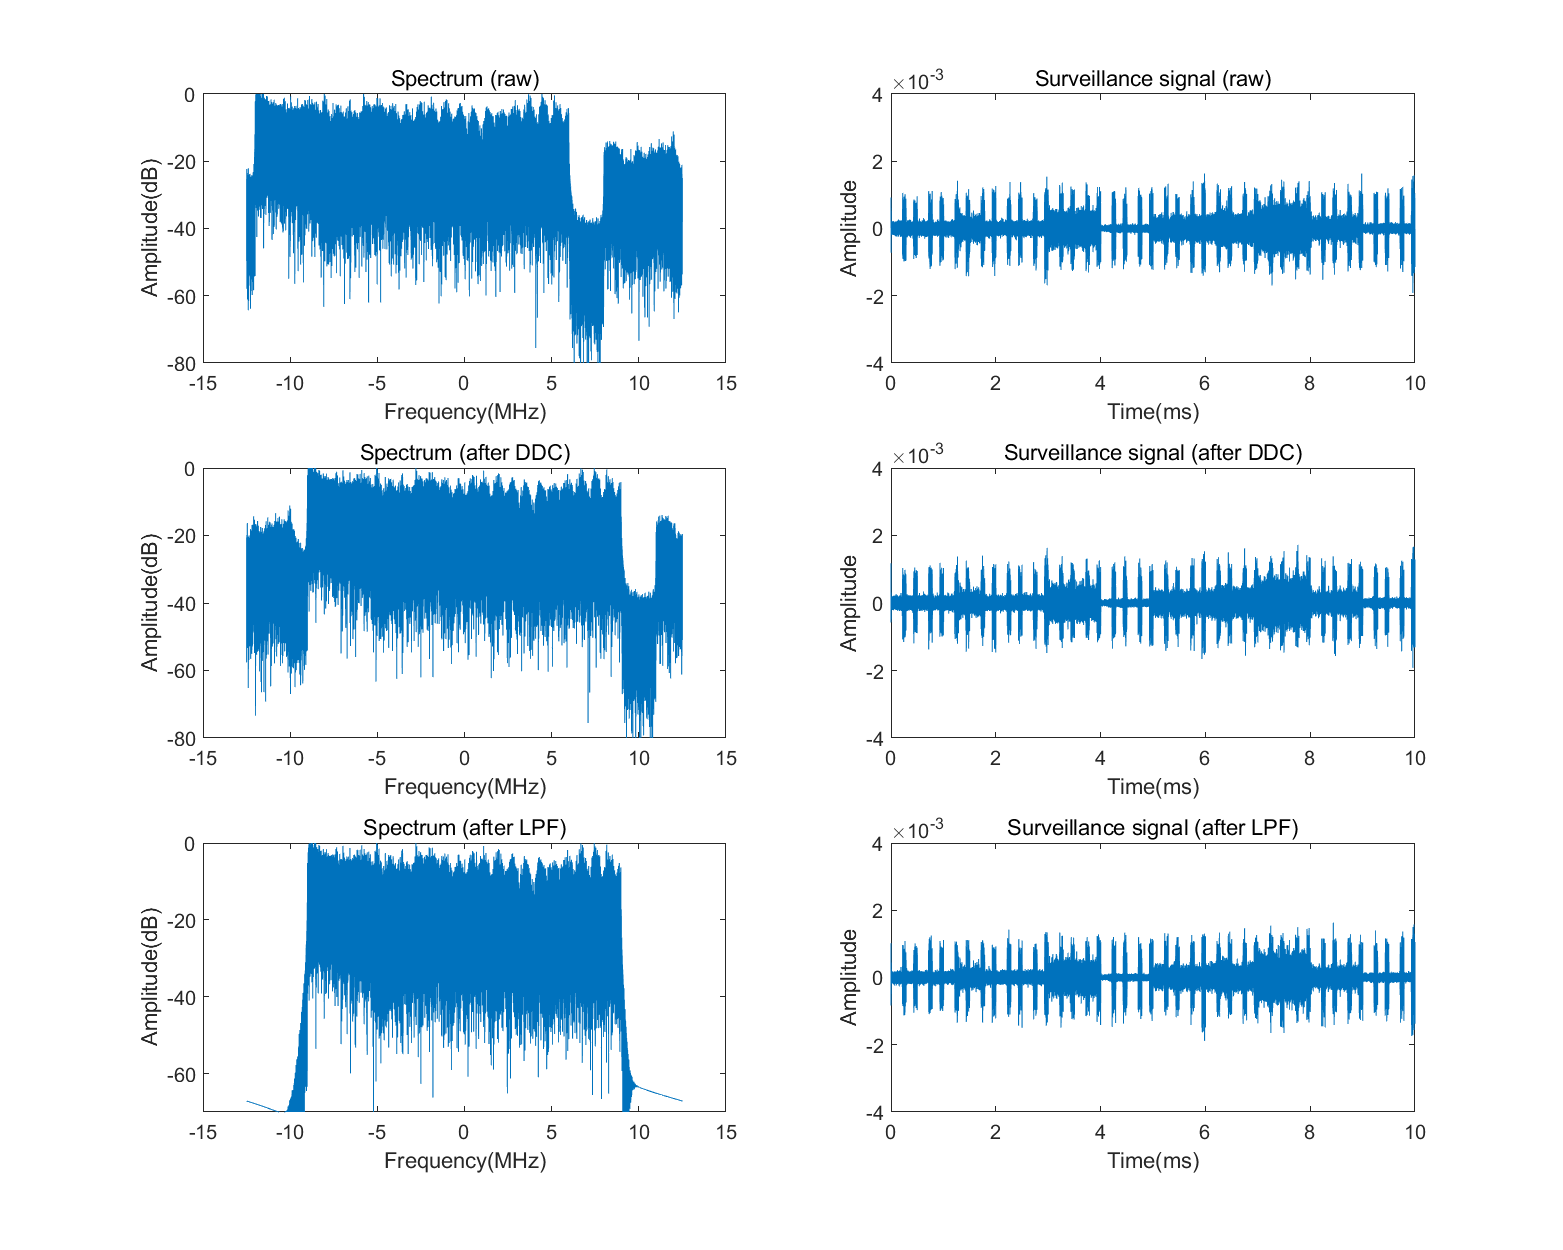 Spectrum (raw)
0
-20
-40
-60
-80
Amplitude(dB)
-15 -10 -5 0 5 10 15
Frequency(MHz)
Surveillance signal (raw)
×10-3
4
2
0
-2
-4
Amplitude
0 2 4 6 8 10
Time(ms)
Spectrum (after DDC)
0
-20
-40
-60
-80
Amplitude(dB)
-15 -10 -5 0 5 10 15
Frequency(MHz)
Surveillance signal (after DDC)
×10-3
4
2
0
-2
-4
Amplitude
0 2 4 6 8 10
Time(ms)
Spectrum (after LPF)
0
-20
-40
-60
Amplitude(dB)
-15 -10 -5 0 5 10 15
Frequency(MHz)
Surveillance signal (after LPF)
×10-3
4
2
0
-2
-4
Amplitude
0 2 4 6 8 10
Time(ms)